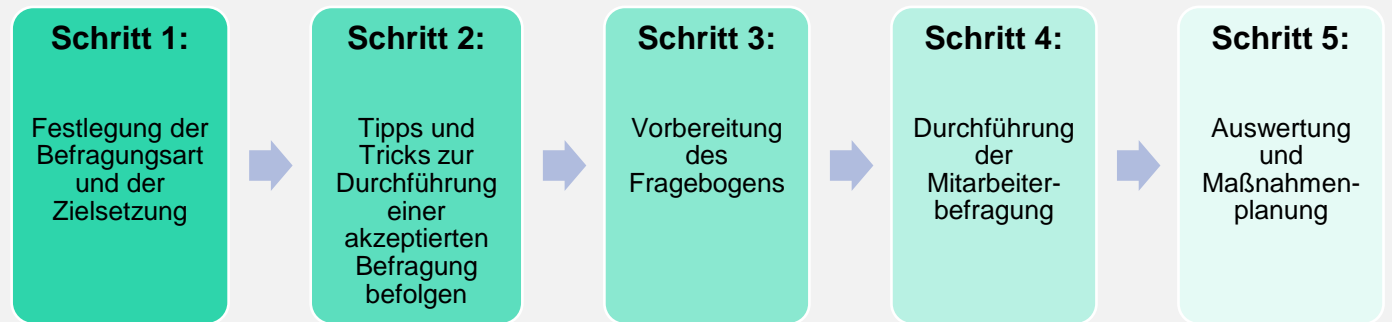 Schritt 1:
Festlegung der
Befragungsart
und der
Zielsetzung
Schritt 2:
Tipps und
Tricks zur
Durchführung
einer
akzeptierten
Befragung
befolgen
Schritt 3:
Vorbereitung
des
Fragebogens
Schritt 4:
Durchführung
der
Mitarbeiter-
befragung
Schritt 5:
Auswertung
und
Maßnahmen-
planung